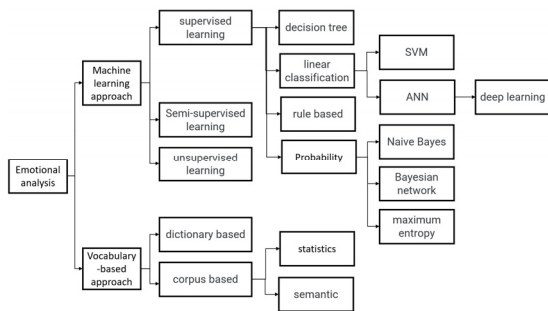 supervised
learning
decision tree
linear
classification
SVM
Machine
learning
approach
ANN
deep learning
Semi-supervised
learning
rule based
Naive Bayes
unsupervised
learning
Probability
Emotional
analysis
Bayesian
network
maximum
entropy
dictionary based
statistics
Vocabulary
-based
approach
corpus based
semantic